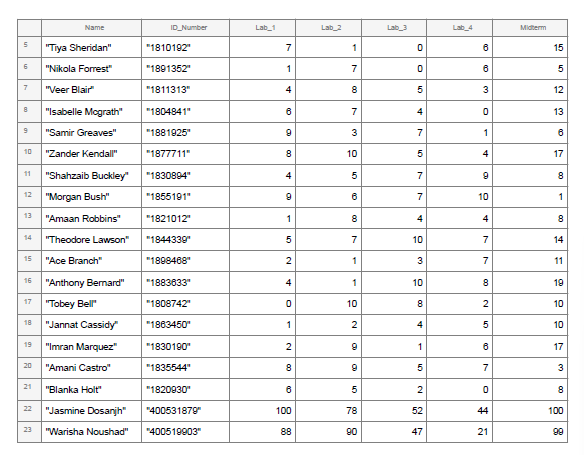 Name ID_Number Lab_1 Lab_2 Lab_3 Lab_4 Midterm
5 "Tiya Sheridan" "1810192" 7 1 0 6 15
6 "Nikola Forrest" "1891352" 1 7 0 6 5
7 "Veer Blair" "1811313" 4 8 5 3 12
8 "Isabelle Mcgrath" "1804841" 6 7 4 0 13
9 "Samir Greaves" "1881925" 9 3 7 1 6
10 "Zander Kendall" "1877711" 8 10 5 4 17
11 "Shahzaib Buckley" "1830894" 4 5 7 9 8
12 "Morgan Bush" "1855191" 9 6 7 10 1
13 "Amaan Robbins" "1821012" 1 8 4 4 8
14 "Theodore Lawson" "1844339" 5 7 10 7 14
15 "Ace Branch" "1898468" 2 1 3 7 11
16 "Anthony Bernard" "1883633" 4 1 10 8 19
17 "Tobey Bell" "1808742" 0 10 8 2 10
18 "Jannat Cassidy" "1863450" 1 2 4 5 10
19 "Imran Marquez" "1830190" 2 9 1 6 17
20 "Amani Castro" "1835544" 8 9 5 7 3
21 "Blanka Holt" "1820930" 6 5 2 0 8
22 "Jasmine Dosanjh" "400531879" 100 78 52 44 100
23 "Warisha Noushad" "400519903" 88 90 47 21 99